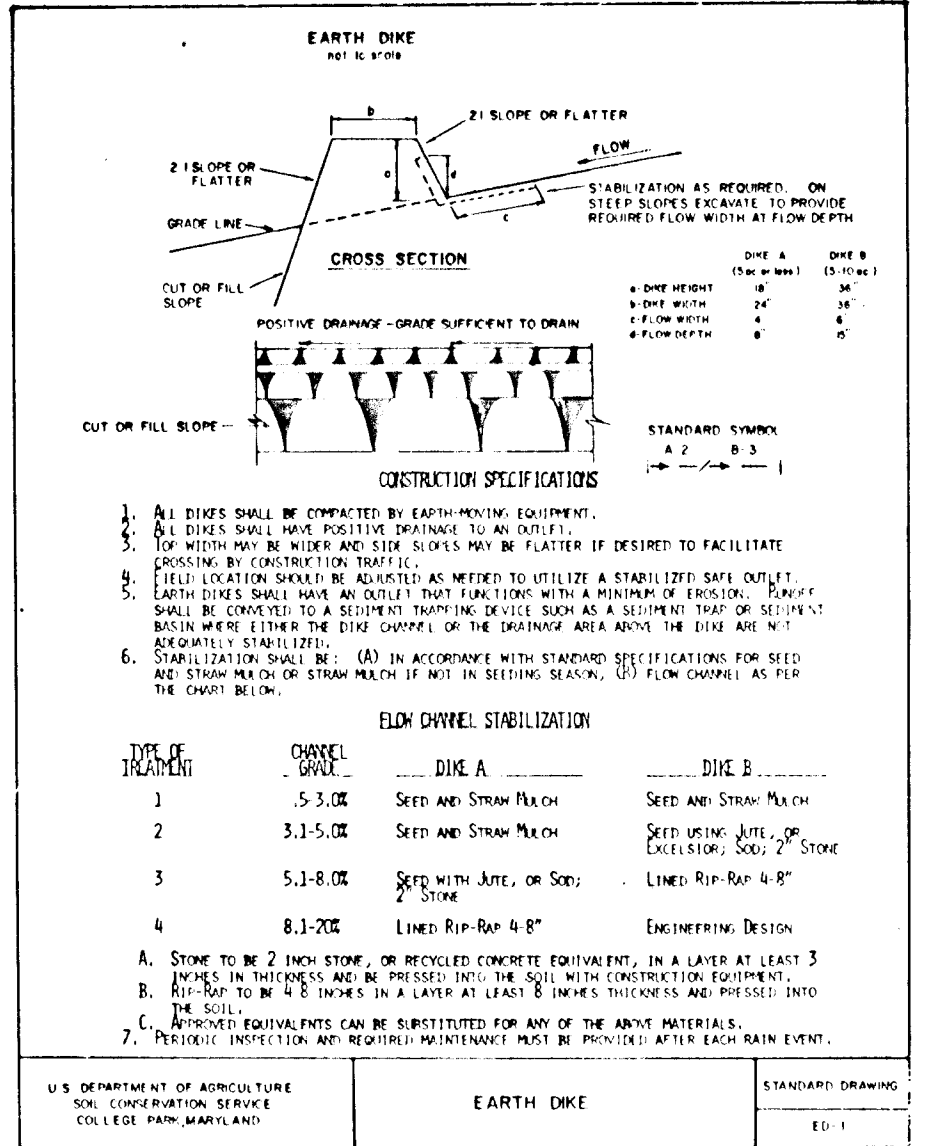 EARTH DIKE
not to scale
b
2:1 SLOPE OR FLATTER
FLOW
2:1 SLOPE OR
FLATTER
a
d
c
STABILIZATION AS REQUIRED. ON
STEEP SLOPES EXCAVATE TO PROVIDE
REQUIRED FLOW WIDTH AT FLOW DEPTH
GRADE LINE
CROSS SECTION
CUT OR FILL
SLOPE
DIKE A DIKE B
(5 ac or less) (5-10 ac)
a-DIKE HEIGHT 18" 36"
b-DIKE WIDTH 24" 36"
c-FLOW WIDTH 4' 6'
d-FLOW DEPTH 8" 15"
POSITIVE DRAINAGE - GRADE SUFFICIENT TO DRAIN
CUT OR FILL SLOPE
STANDARD SYMBOL
A-2 B-3
CONSTRUCTION SPECIFICATIONS
1. ALL DIKES SHALL BE COMPACTED BY EARTH-MOVING EQUIPMENT.
2. ALL DIKES SHALL HAVE POSITIVE DRAINAGE TO AN OUTLET.
3. TOP WIDTH MAY BE WIDER AND SIDE SLOPES MAY BE FLATTER IF DESIRED TO FACILITATE
CROSSING BY CONSTRUCTION TRAFFIC.
4. FIELD LOCATION SHOULD BE ADJUSTED AS NEEDED TO UTILIZE A STABILIZED SAFE OUTLET.
5. EARTH DIKES SHALL HAVE AN OUTLET THAT FUNCTIONS WITH A MINIMUM OF EROSION. RUNOFF
SHALL BE CONVEYED TO A SEDIMENT TRAPPING DEVICE SUCH AS A SEDIMENT TRAP OR SEDIMENT
BASIN WHERE EITHER THE DIKE CHANNEL OR THE DRAINAGE AREA ABOVE THE DIKE ARE NOT
ADEQUATELY STABILIZED.
6. STABILIZATION SHALL BE: (A) IN ACCORDANCE WITH STANDARD SPECIFICATIONS FOR SEED
AND STRAW MULCH OR STRAW MULCH IF NOT IN SEEDING SEASON, (B) FLOW CHANNEL AS PER
THE CHART BELOW.
FLOW CHANNEL STABILIZATION
TYPE OF CHANNEL
TREATMENT GRADE DIKE A DIKE B
1 .5-3.0% SEED AND STRAW MULCH SEED AND STRAW MULCH
2 3.1-5.0% SEED AND STRAW MULCH SEED USING JUTE, OR
EXCELSIOR; SOD; 2" STONE
3 5.1-8.0% SEED WITH JUTE, OR SOD; LINED RIP-RAP 4-8"
2" STONE
4 8.1-20% LINED RIP-RAP 4-8" ENGINEERING DESIGN
A. STONE TO BE 2 INCH STONE, OR RECYCLED CONCRETE EQUIVALENT, IN A LAYER AT LEAST 3
INCHES IN THICKNESS AND BE PRESSED INTO THE SOIL WITH CONSTRUCTION EQUIPMENT.
B. RIP-RAP TO BE 4-8 INCHES IN A LAYER AT LEAST 8 INCHES THICKNESS AND PRESSED INTO
THE SOIL.
C. APPROVED EQUIVALENTS CAN BE SUBSTITUTED FOR ANY OF THE ABOVE MATERIALS.
7. PERIODIC INSPECTION AND REQUIRED MAINTENANCE MUST BE PROVIDED AFTER EACH RAIN EVENT.
U.S. DEPARTMENT OF AGRICULTURE
SOIL CONSERVATION SERVICE
COLLEGE PARK, MARYLAND
EARTH DIKE
STANDARD DRAWING
ED-1